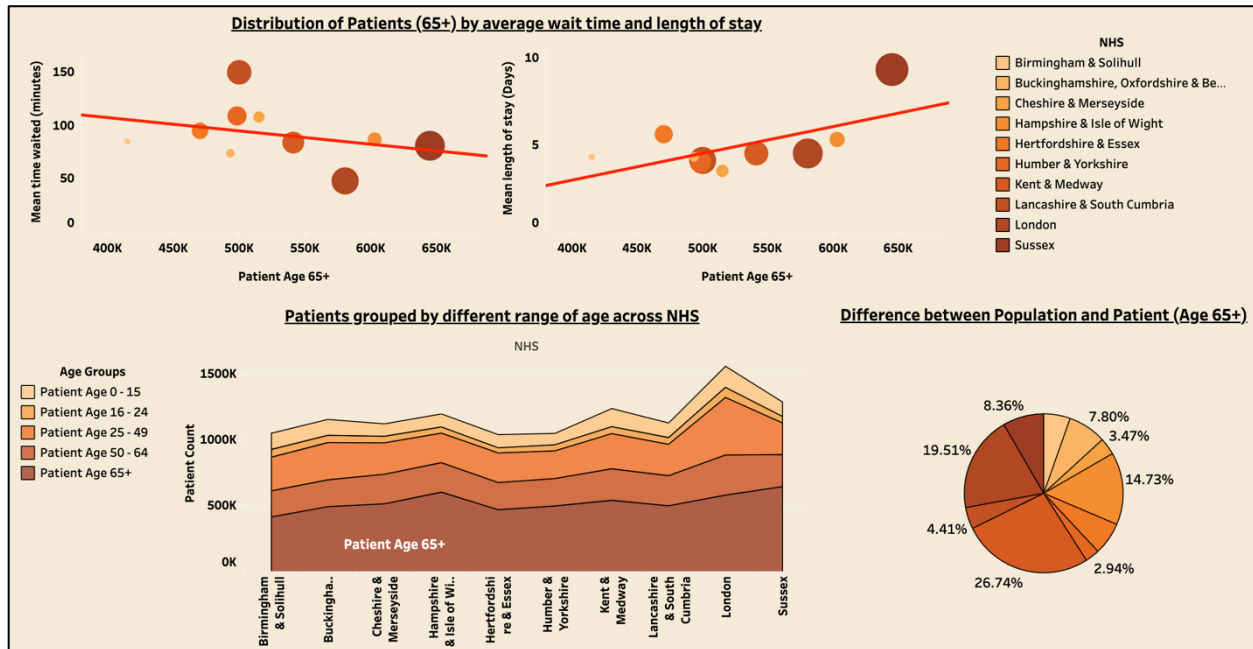 Distribution of Patients (65+) by average wait time and length of stay
Mean time waited (minutes)
150
100
50
0
400K 450K 500K 550K 600K 650K
Patient Age 65+
Mean length of stay (Days)
10
5
0
400K 450K 500K 550K 600K 650K
Patient Age 65+
NHS
Birmingham & Solihull
Buckinghamshire, Oxfordshire & Be...
Cheshire & Merseyside
Hampshire & Isle of Wight
Hertfordshire & Essex
Humber & Yorkshire
Kent & Medway
Lancashire & South Cumbria
London
Sussex
Patients grouped by different range of age across NHS
NHS
Age Groups
Patient Age 0 - 15
Patient Age 16 - 24
Patient Age 25 - 49
Patient Age 50 - 64
Patient Age 65+
Patient Count
1500K
1000K
500K
0K
Patient Age 65+
Birmingham
& Solihull
Buckingha..
Cheshire &
Merseyside
Hampshire
& Isle of Wi..
Hertfordshi
re & Essex
Humber &
Yorkshire
Kent &
Medway
Lancashire
& South
Cumbria
London
Sussex
Difference between Population and Patient (Age 65+)
8.36%
7.80%
3.47%
19.51%
14.73%
4.41%
2.94%
26.74%